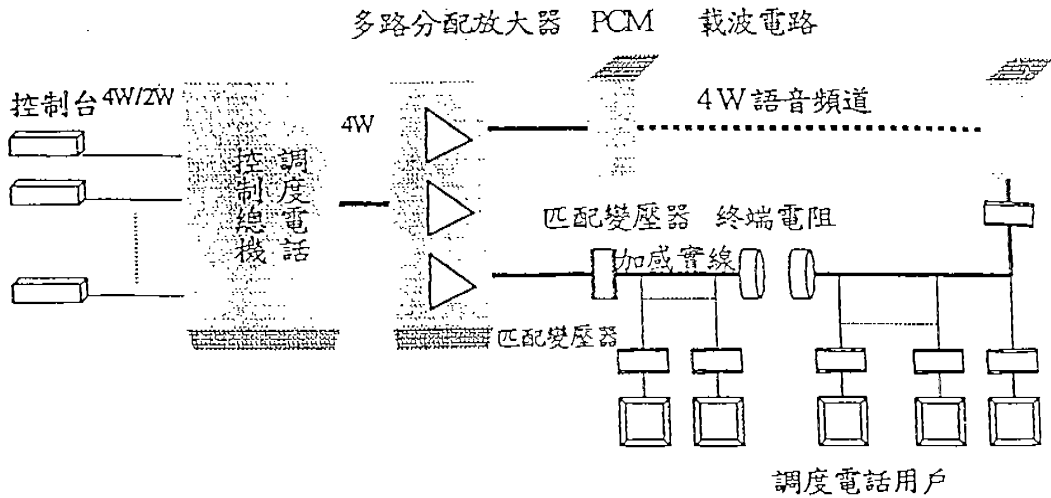 多路分配放大器 PCM 载波電路
控制台 4W/2W
4W
4W語音頻道
調度電話
控制總機
匹配變壓器 终端電阻
加感實線
匹配變壓器
調度電話用戶